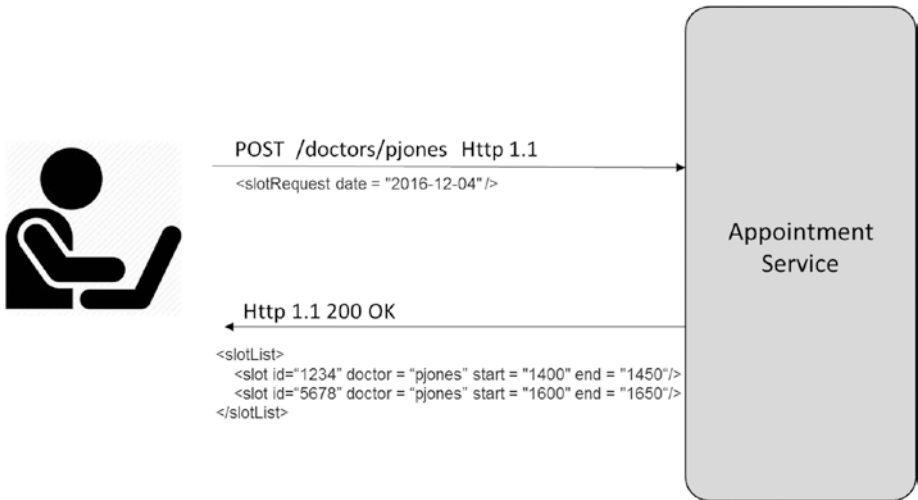 POST /doctors/pjones Http 1.1
<slotRequest date = "2016-12-04" />
Appointment
Service
Http 1.1 200 OK
<slotList>
<slot id=“1234” doctor = “pjones” start = "1400" end = "1450“/>
<slot id=“5678” doctor = “pjones” start = "1600" end = "1650“/>
</slotList>